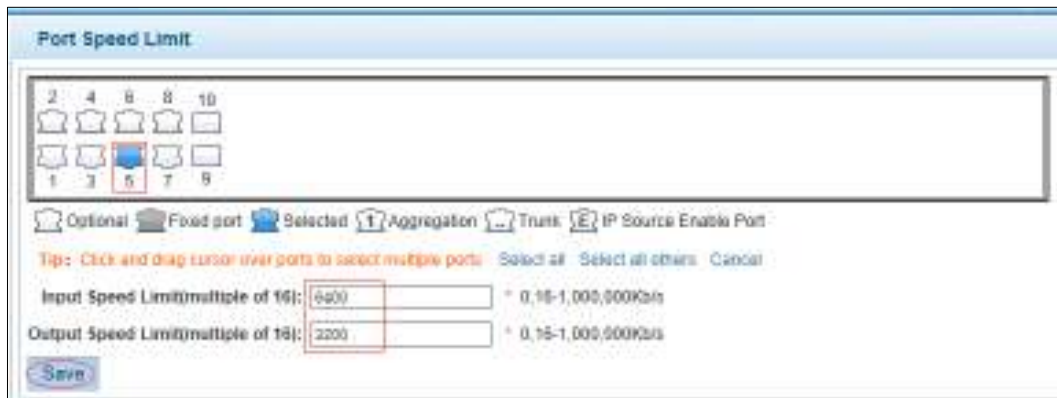 Port Speed Limit
2 4 6 8 10
1 3 5 7 9
Optional Fixed port Selected 1 Aggregation ... Trunk E IP Source Enable Port
Tip: Click and drag cursor over ports to select multiple ports Select all Select all others Cancel
Input Speed Limit(multiple of 16): 6400 * 0,16-1,000,000Kb/s
Output Speed Limit(multiple of 16): 3200 * 0,16-1,000,000Kb/s
Save